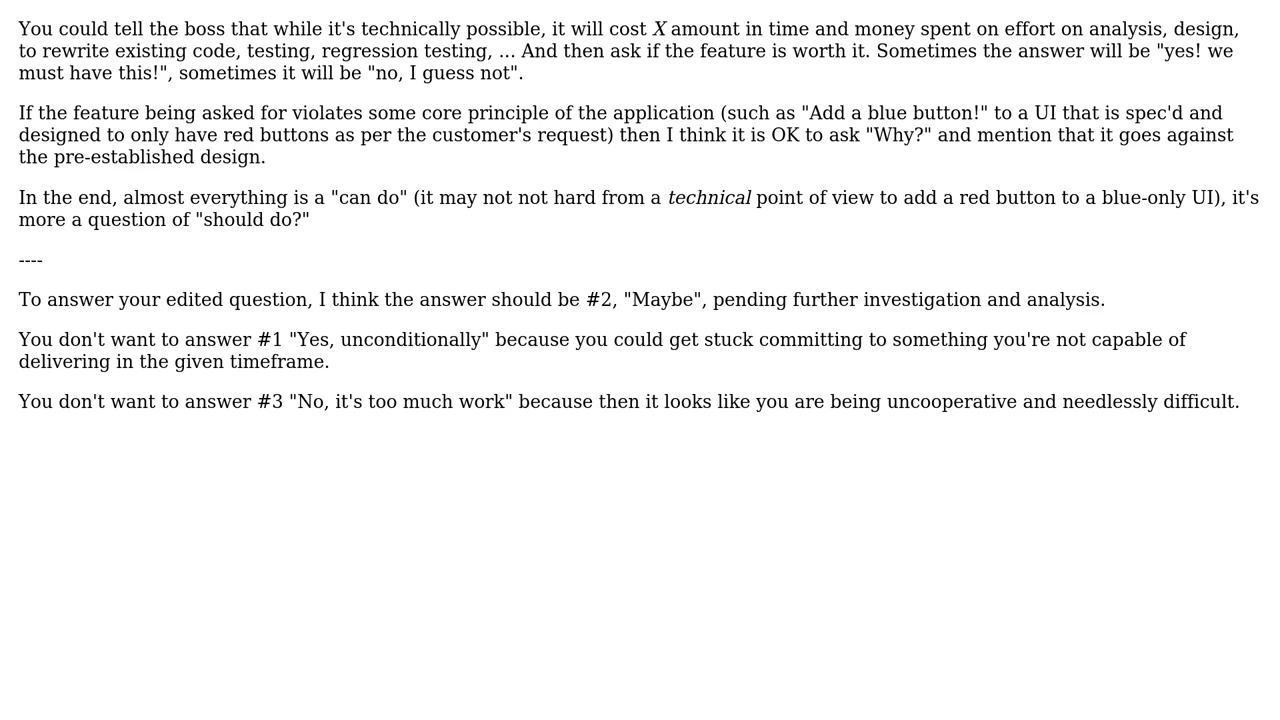 You could tell the boss that while it's technically possible, it will cost X amount in time and money spent on effort on analysis, design,
to rewrite existing code, testing, regression testing, ... And then ask if the feature is worth it. Sometimes the answer will be "yes! we
must have this!", sometimes it will be "no, I guess not".
If the feature being asked for violates some core principle of the application (such as "Add a blue button!" to a UI that is spec'd and
designed to only have red buttons as per the customer's request) then I think it is OK to ask "Why?" and mention that it goes against
the pre-established design.
In the end, almost everything is a "can do" (it may not not hard from a technical point of view to add a red button to a blue-only UI), it's
more a question of "should do?"
----
To answer your edited question, I think the answer should be #2, "Maybe", pending further investigation and analysis.
You don't want to answer #1 "Yes, unconditionally" because you could get stuck committing to something you're not capable of
delivering in the given timeframe.
You don't want to answer #3 "No, it's too much work" because then it looks like you are being uncooperative and needlessly difficult.